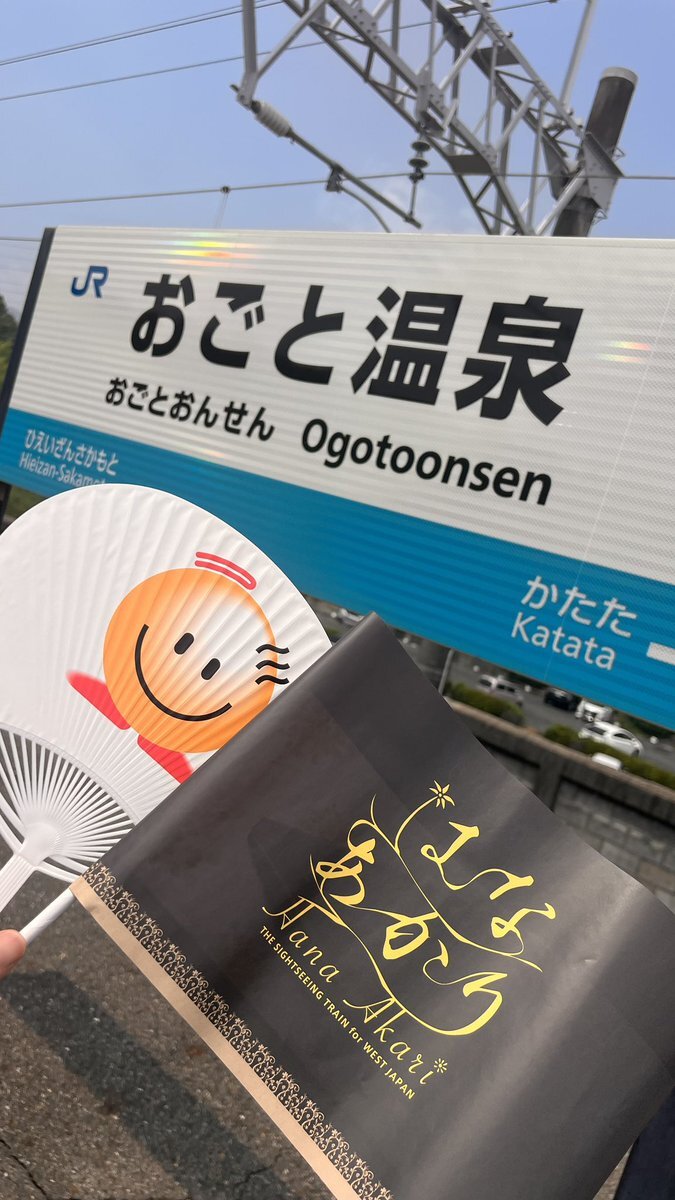 JR
おごと温泉
おごとおんせん Ogotoonsen
ひえいざんさかもと
Hieizan-Sakamo
かたた
Katata
はな
あかり
Hana Akari
THE SIGHTSEEING TRAIN for WEST JAPAN